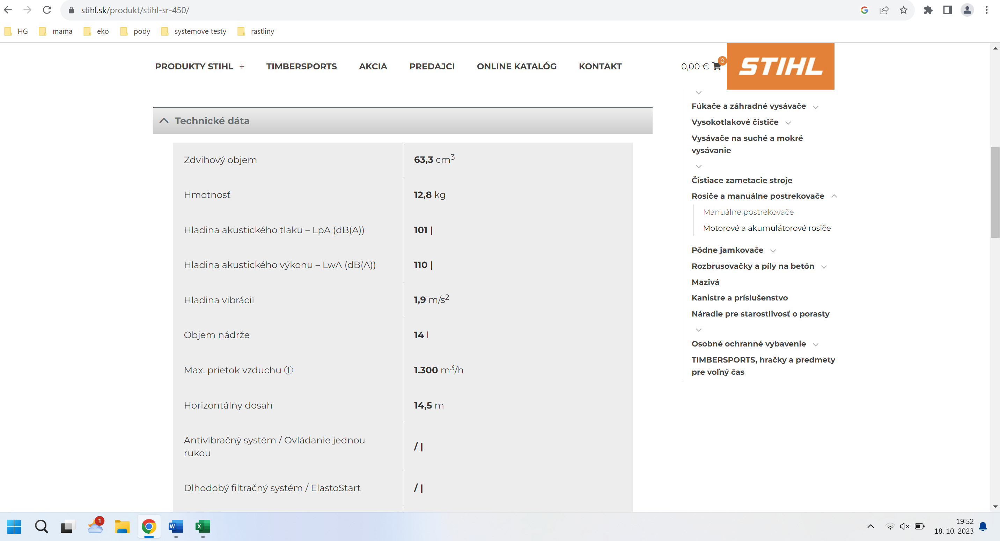 stihl.sk/produkt/stihl-sr-450/
HG
mama
eko
pody
systemove testy
rastliny
PRODUKTY STIHL +
TIMBERSPORTS
AKCIA
PREDAJCI
ONLINE KATALÓG
KONTAKT
0,00 €
0
STIHL
Technické dáta
Zdvihový objem 63,3 cm³
Hmotnosť 12,8 kg
Hladina akustického tlaku – LpA (dB(A)) 101 |
Hladina akustického výkonu – LwA (dB(A)) 110 |
Hladina vibrácií 1,9 m/s²
Objem nádrže 14 l
Max. prietok vzduchu ① 1.300 m³/h
Horizontálny dosah 14,5 m
Antivibračný systém / Ovládanie jednou
rukou
/ |
Dlhodobý filtračný systém / ElastoStart / |
Fúkače a záhradné vysávače
Vysokotlakové čističe
Vysávače na suché a mokré
vysávanie
Čistiace zametacie stroje
Rosiče a manuálne postrekovače
Manuálne postrekovače
Motorové a akumulátorové rosiče
Pôdne jamkovače
Rozbrusovačky a píly na betón
Mazivá
Kanistre a príslušenstvo
Náradie pre starostlivosť o porasty
Osobné ochranné vybavenie
TIMBERSPORTS, hračky a predmety
pre voľný čas
1
W
X
19:52
18. 10. 2023